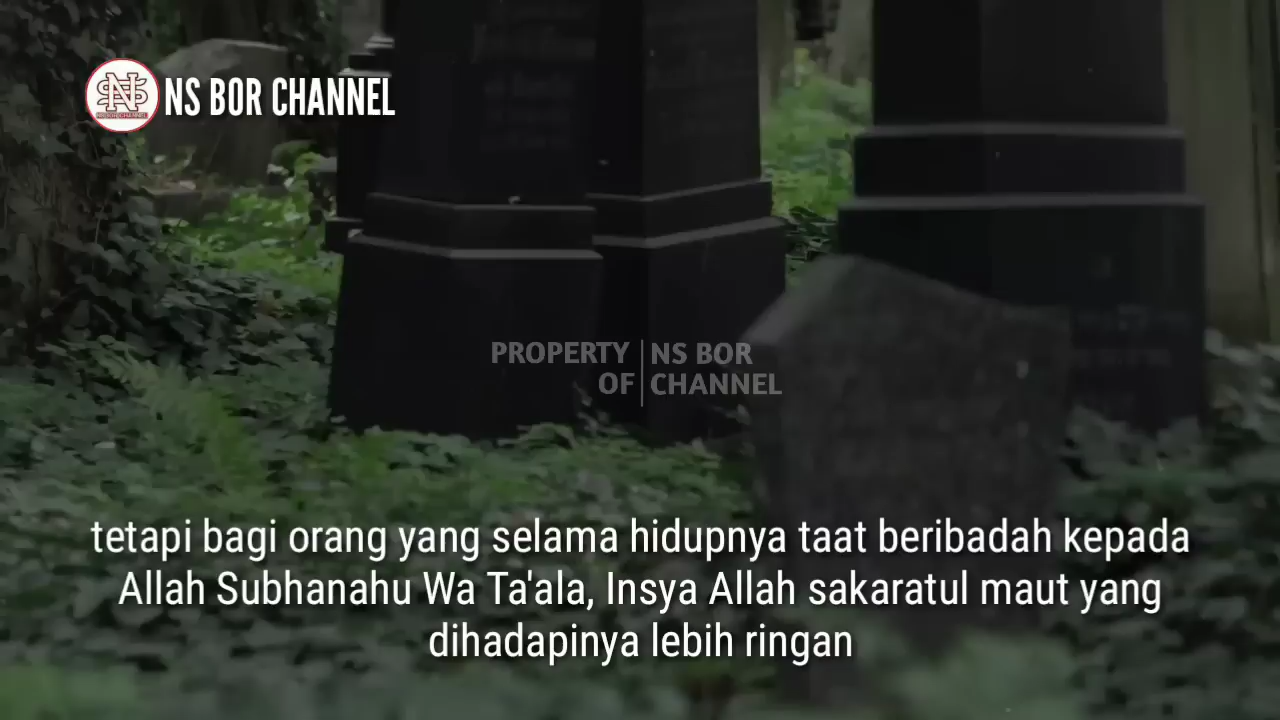 NS BOR CHANNEL
PROPERTY OF
NS BOR CHANNEL
tetapi bagi orang yang selama hidupnya taat beribadah kepada
Allah Subhanahu Wa Ta'ala, Insya Allah sakaratul maut yang
dihadapinya lebih ringan